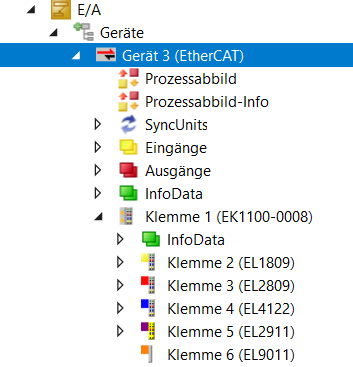 E/A
Geräte
Gerät 3 (EtherCAT)
Prozessabbild
Prozessabbild-Info
SyncUnits
Eingänge
Ausgänge
InfoData
Klemme 1 (EK1100-0008)
InfoData
Klemme 2 (EL1809)
Klemme 3 (EL2809)
Klemme 4 (EL4122)
Klemme 5 (EL2911)
Klemme 6 (EL9011)